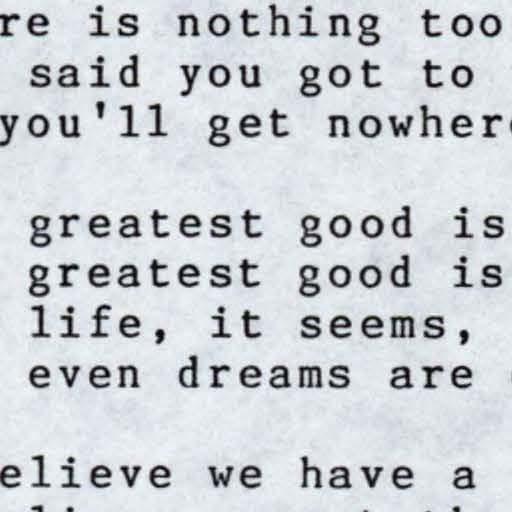 re is nothing too
said you got to
you'll get nowher
greatest good is
greatest good is
life, it seems,
even dreams are
elieve we have a